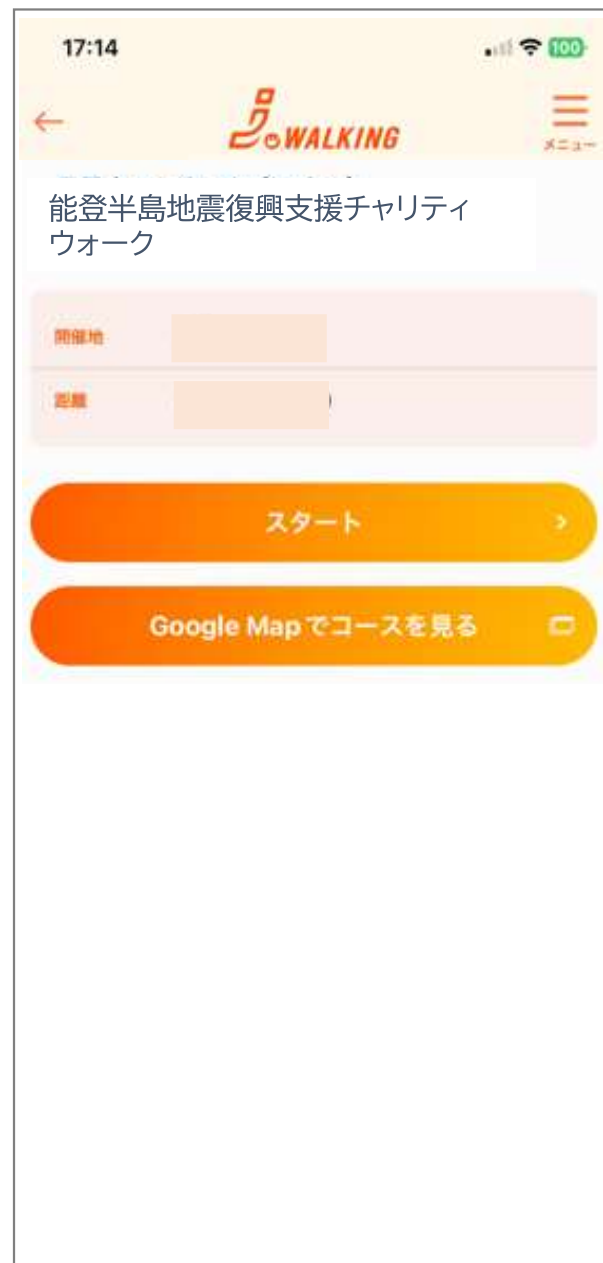 17:14
100
WALKING
メニュー
能登半島地震復興支援チャリティ
ウォーク
開催地
距離
)
スタート
Google Mapでコースを見る